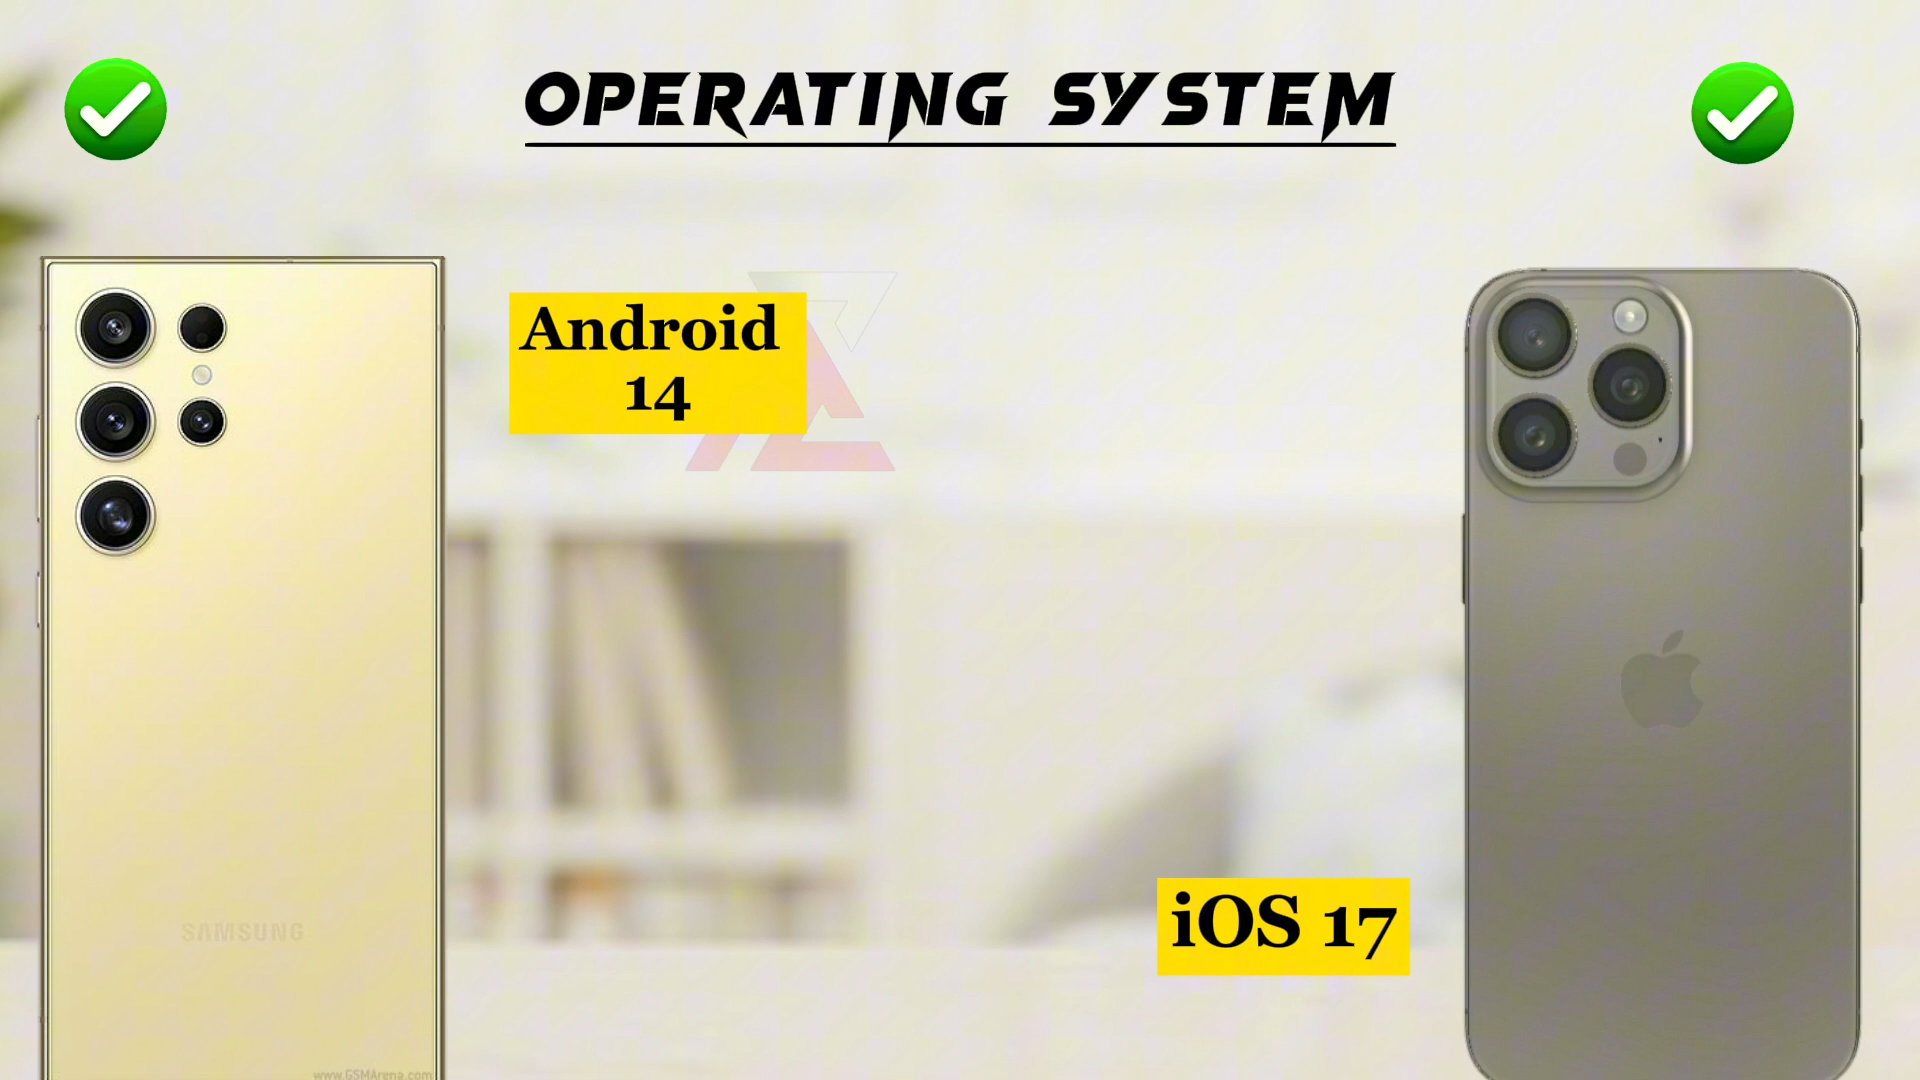 OPERATING SYSTEM
Android
14
iOS 17
SAMSUNG
www.GSMArena.com